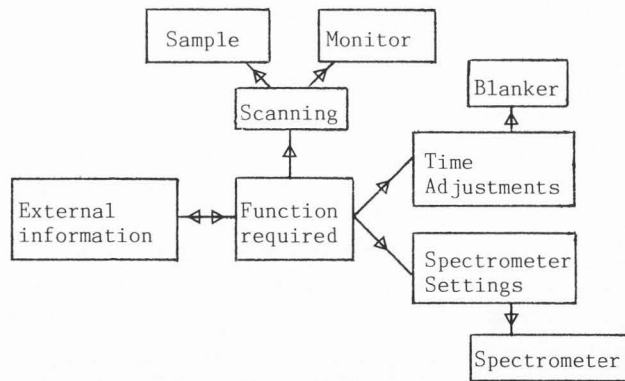 Sample
Monitor
Scanning
Blanker
Time
Adjustments
External
information
Function
required
Spectrometer
Settings
Spectrometer